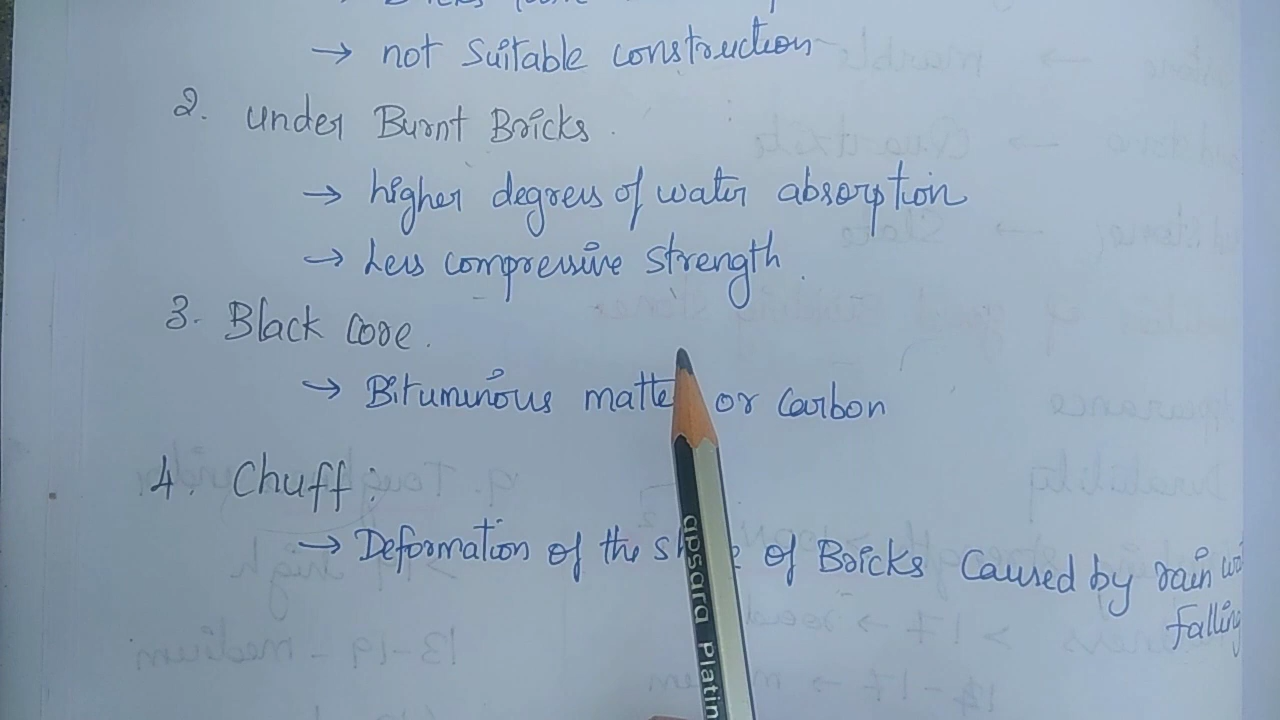 → not suitable construction
2. Under Burnt Bricks.
→ higher degrees of water absorption
→ Less compressive strength
3. Black core.
→ Bituminous matter or carbon
4. Chuff:
→ Deformation of the of Bricks caused by rain
falling
apsara Platin